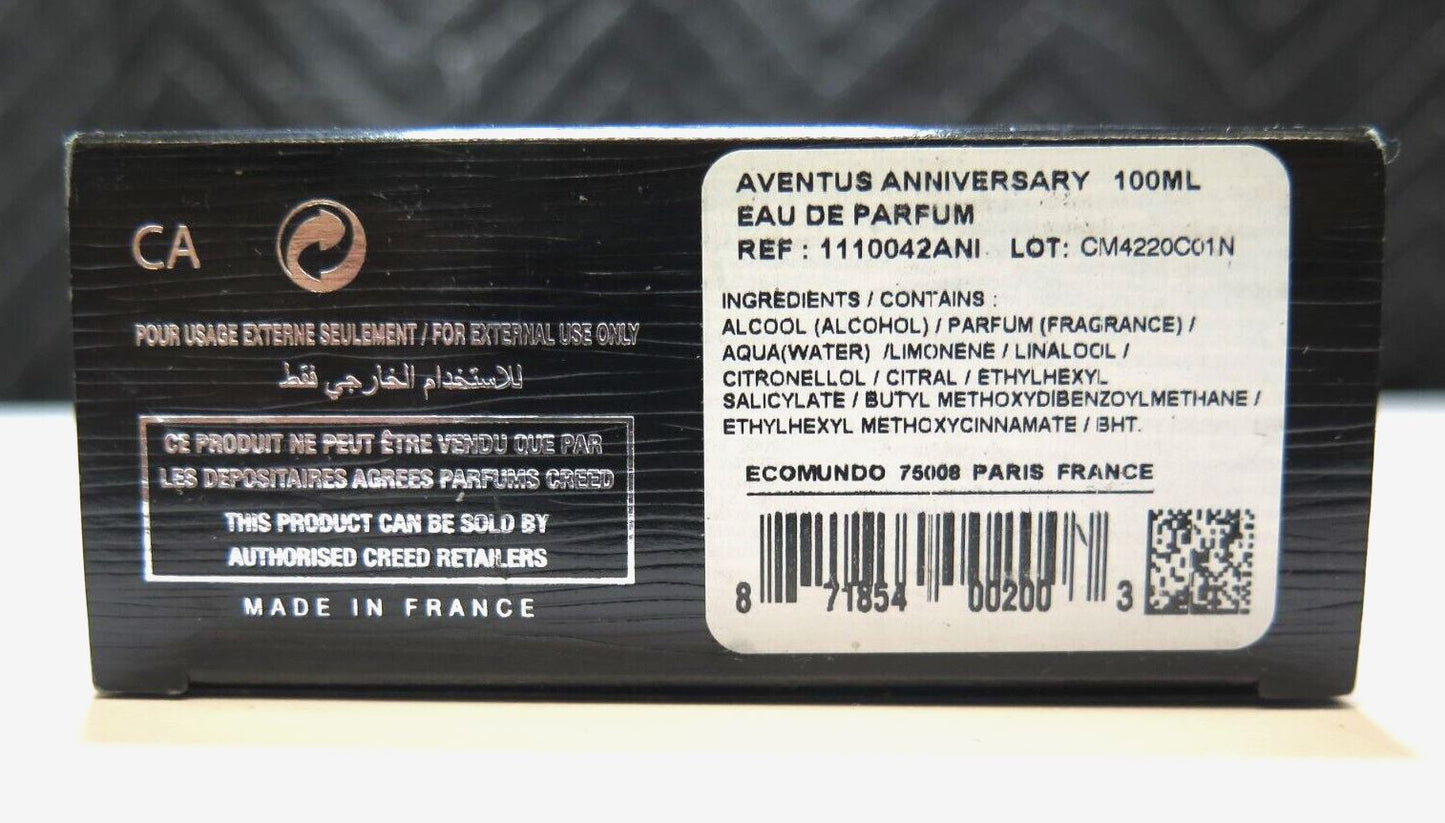 CA
POUR USAGE EXTERNE SEULEMENT / FOR EXTERNAL USE ONLY
للاستخدام الخارجي فقط
CE PRODUIT NE PEUT ÊTRE VENDU QUE PAR
LES DEPOSITAIRES AGREES PARFUMS CREED
THIS PRODUCT CAN BE SOLD BY
AUTHORISED CREED RETAILERS
MADE IN FRANCE
AVENTUS ANNIVERSARY 100ML
EAU DE PARFUM
REF : 1110042ANI LOT: CM4220C01N
INGREDIENTS / CONTAINS :
ALCOOL (ALCOHOL) / PARFUM (FRAGRANCE) /
AQUA(WATER) /LIMONENE / LINALOOL /
CITRONELLOL / CITRAL / ETHYLHEXYL
SALICYLATE / BUTYL METHOXYDIBENZOYLMETHANE /
ETHYLHEXYL METHOXYCINNAMATE / BHT.
ECOMUNDO 75008 PARIS FRANCE
8 71854 00200 3